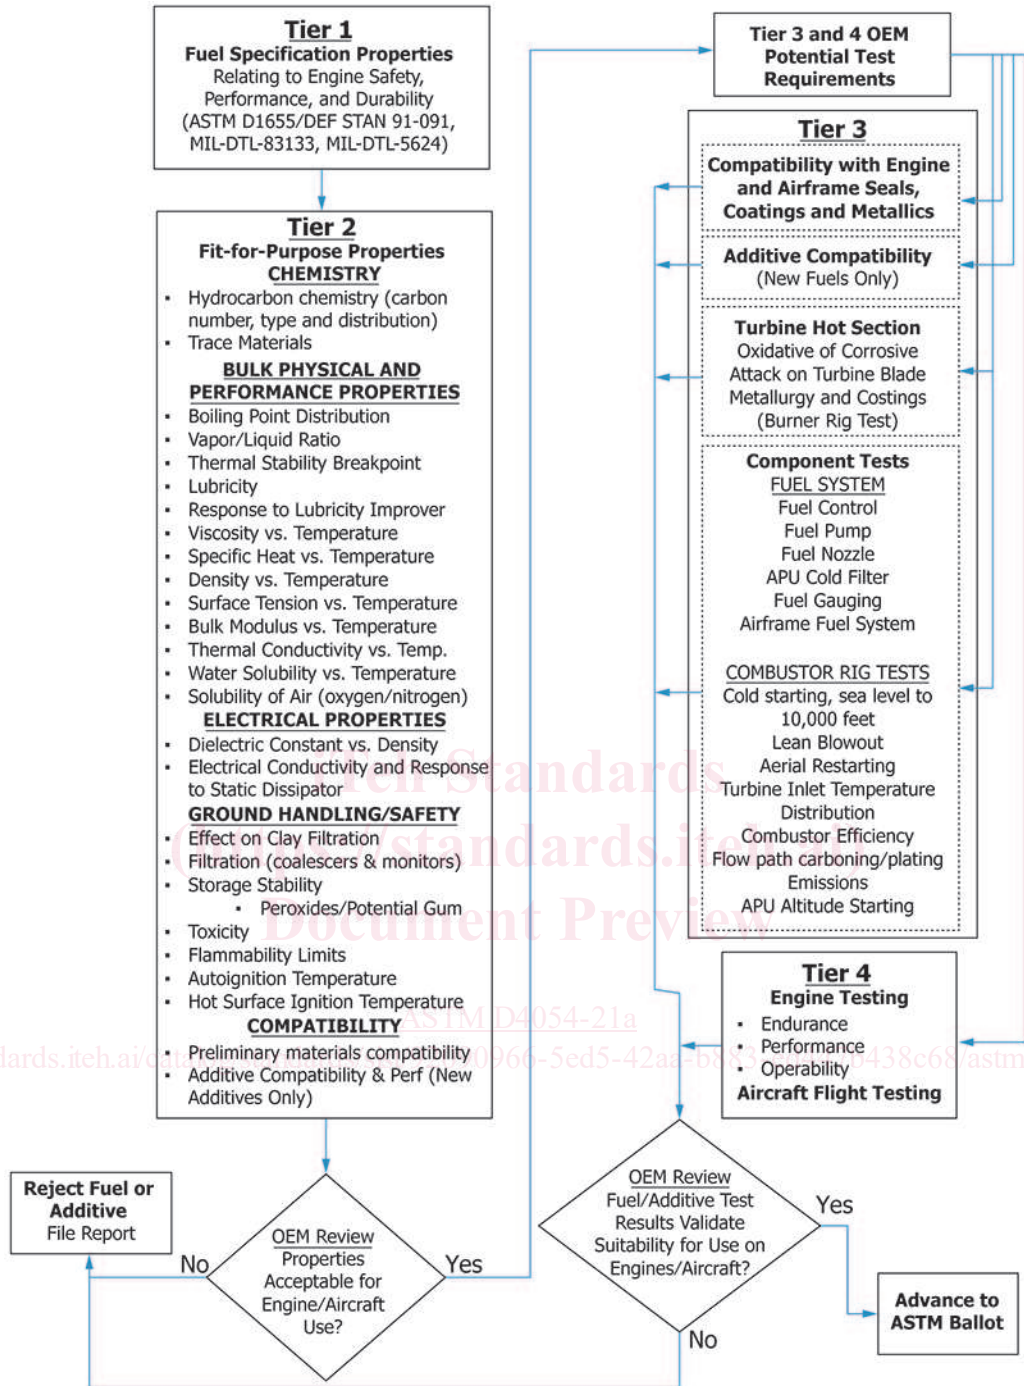 Tier 1
Fuel Specification Properties
Relating to Engine Safety,
Performance, and Durability
(ASTM D1655/DEF STAN 91-091,
MIL-DTL-83133, MIL-DTL-5624)
Tier 2
Fit-for-Purpose Properties
CHEMISTRY
▪ Hydrocarbon chemistry (carbon
number, type and distribution)
▪ Trace Materials
BULK PHYSICAL AND
PERFORMANCE PROPERTIES
▪ Boiling Point Distribution
▪ Vapor/Liquid Ratio
▪ Thermal Stability Breakpoint
▪ Lubricity
▪ Response to Lubricity Improver
▪ Viscosity vs. Temperature
▪ Specific Heat vs. Temperature
▪ Density vs. Temperature
▪ Surface Tension vs. Temperature
▪ Bulk Modulus vs. Temperature
▪ Thermal Conductivity vs. Temp.
▪ Water Solubility vs. Temperature
▪ Solubility of Air (oxygen/nitrogen)
ELECTRICAL PROPERTIES
▪ Dielectric Constant vs. Density
▪ Electrical Conductivity and Response
to Static Dissipator
GROUND HANDLING/SAFETY
▪ Effect on Clay Filtration
▪ Filtration (coalescers & monitors)
▪ Storage Stability
▪ Peroxides/Potential Gum
▪ Toxicity
▪ Flammability Limits
▪ Autoignition Temperature
▪ Hot Surface Ignition Temperature
COMPATIBILITY
▪ Preliminary materials compatibility
▪ Additive Compatibility & Perf (New
Additives Only)
OEM Review
Properties
Acceptable for
Engine/Aircraft
Use?
No
Yes
Reject Fuel or
Additive
File Report
Tier 3 and 4 OEM
Potential Test
Requirements
Tier 3
Compatibility with Engine
and Airframe Seals,
Coatings and Metallics
Additive Compatibility
(New Fuels Only)
Turbine Hot Section
Oxidative of Corrosive
Attack on Turbine Blade
Metallurgy and Costings
(Burner Rig Test)
Component Tests
FUEL SYSTEM
Fuel Control
Fuel Pump
Fuel Nozzle
APU Cold Filter
Fuel Gauging
Airframe Fuel System
COMBUSTOR RIG TESTS
Cold starting, sea level to
10,000 feet
Lean Blowout
Aerial Restarting
Turbine Inlet Temperature
Distribution
Combustor Efficiency
Flow path carboning/plating
Emissions
APU Altitude Starting
Tier 4
Engine Testing
▪ Endurance
▪ Performance
▪ Operability
Aircraft Flight Testing
OEM Review
Fuel/Additive Test
Results Validate
Suitability for Use on
Engines/Aircraft?
Yes
No
Advance to
ASTM Ballot
iTeh Standards
(https://standards.iteh.ai)
Document Preview
ASTM D4054-21a